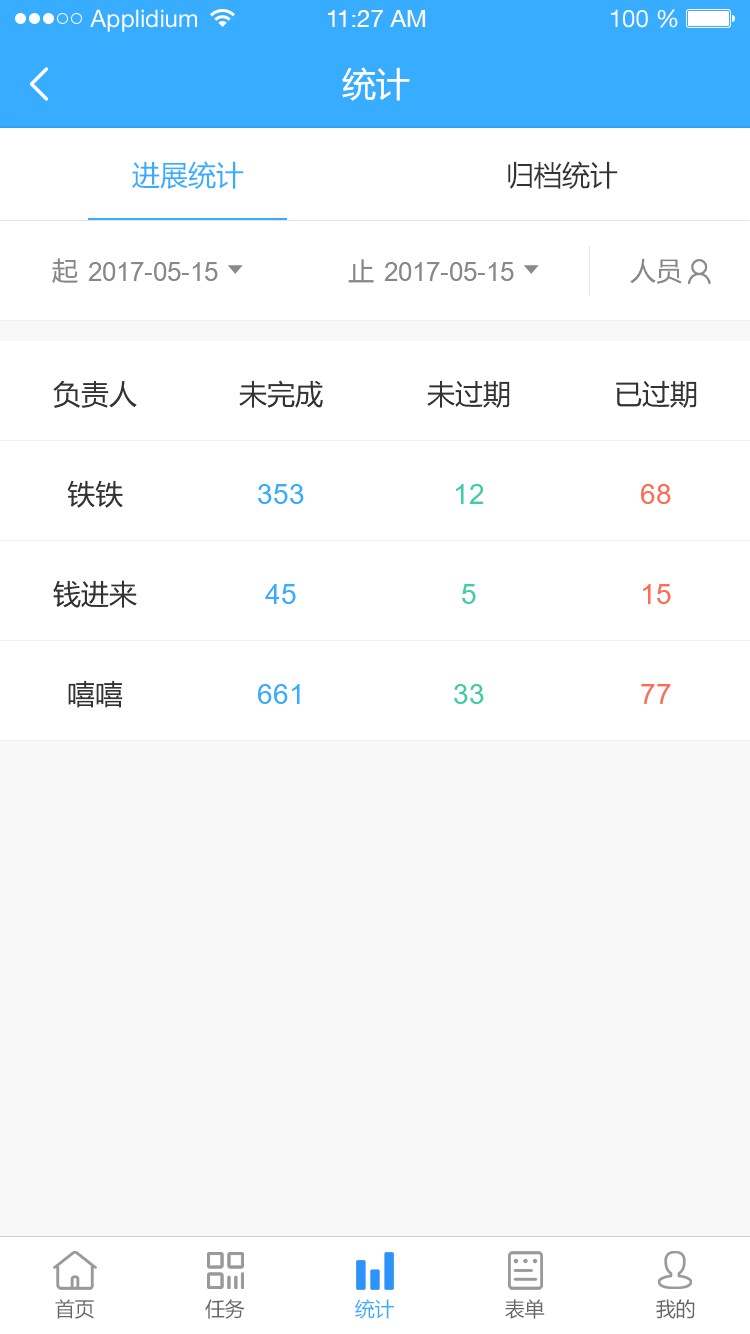 Applidium 11:27 AM 100 %
统计
进展统计 归档统计
起 2017-05-15 止 2017-05-15 人员
负责人 未完成 未过期 已过期
铁铁 353 12 68
钱进来 45 5 15
嘻嘻 661 33 77
首页 任务 统计 表单 我的